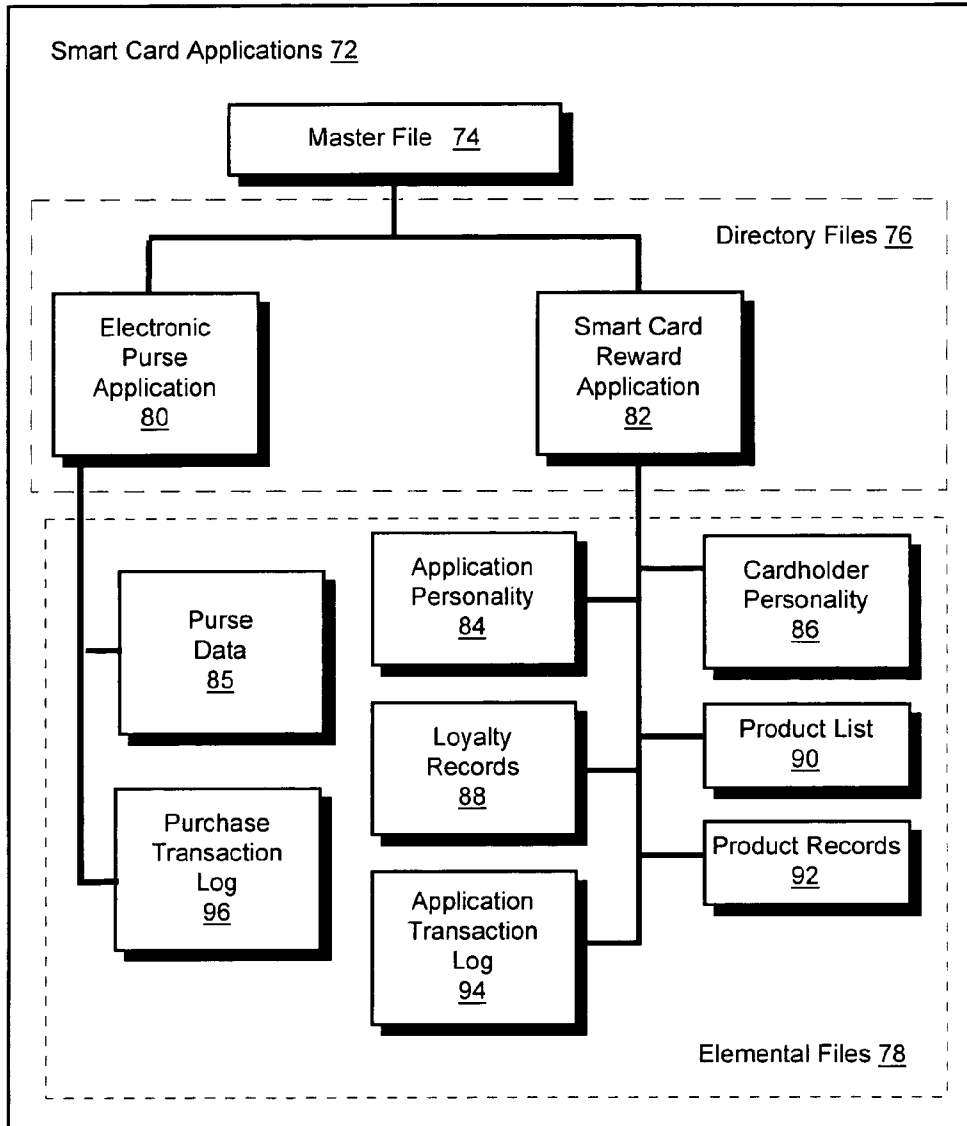 Smart Card Applications 72
Master File 74
Directory Files 76
Electronic
Purse
Application
80
Smart Card
Reward
Application
82
Purse
Data
85
Purchase
Transaction
Log
96
Application
Personality
84
Loyalty
Records
88
Application
Transaction
Log
94
Cardholder
Personality
86
Product List
90
Product Records
92
Elemental Files 78